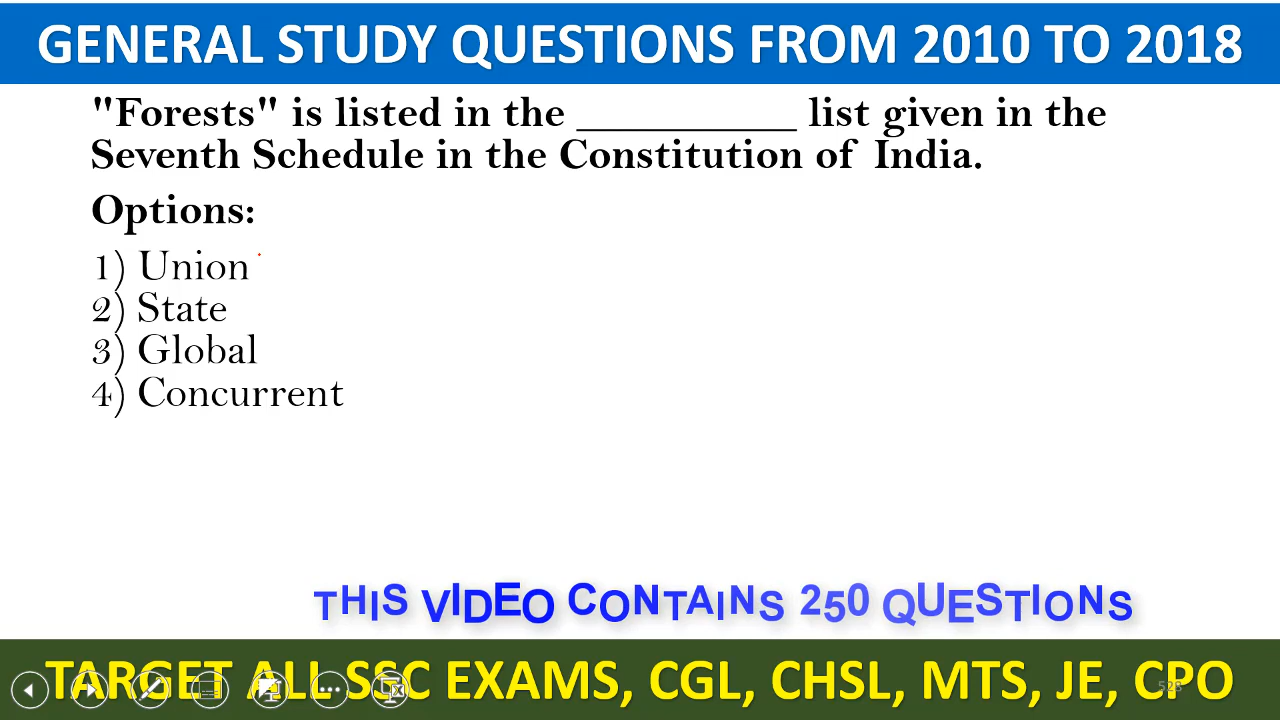 GENERAL STUDY QUESTIONS FROM 2010 TO 2018
"Forests" is listed in the __________ list given in the
Seventh Schedule in the Constitution of India.
Options:
1) Union
2) State
3) Global
4) Concurrent
THIS VIDEO CONTAINS 250 QUESTIONS
TARGET ALL SSC EXAMS, CGL, CHSL, MTS, JE, CPO